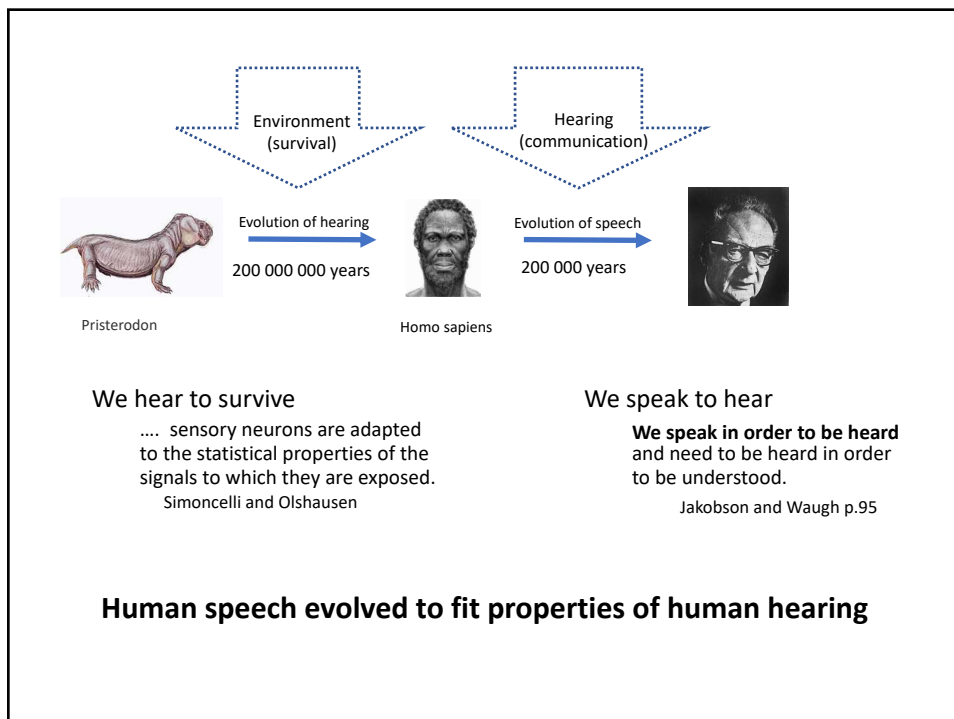 Environment
(survival)
Hearing
(communication)
Evolution of hearing
200 000 000 years
Evolution of speech
200 000 years
Pristerodon
Homo sapiens
We hear to survive
.... sensory neurons are adapted
to the statistical properties of the
signals to which they are exposed.
Simoncelli and Olshausen
We speak to hear
We speak in order to be heard
and need to be heard in order
to be understood.
Jakobson and Waugh p.95
Human speech evolved to fit properties of human hearing